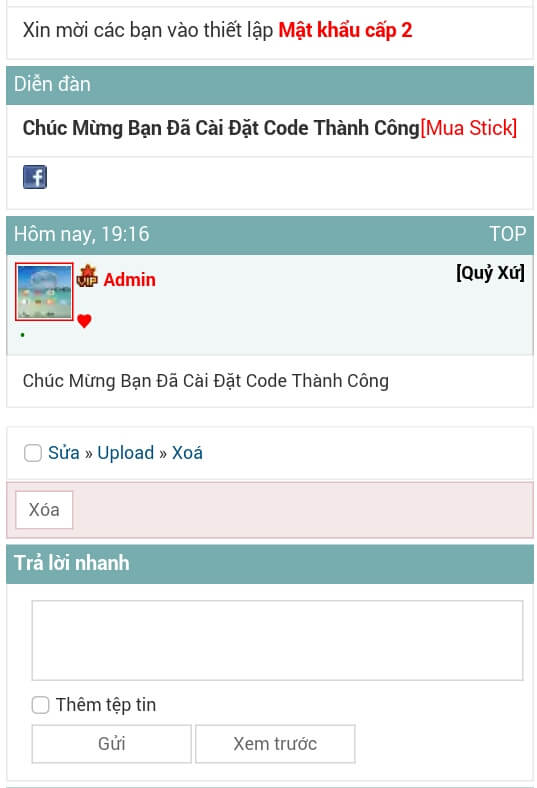 Xin mời các bạn vào thiết lập Mật khẩu cấp 2
Diễn đàn
Chúc Mừng Bạn Đã Cài Đặt Code Thành Công[Mua Stick]
f
Hôm nay, 19:16 TOP
VIP Admin [Quỷ Xứ]
Chúc Mừng Bạn Đã Cài Đặt Code Thành Công
Sửa » Upload » Xoá
Xóa
Trả lời nhanh
Thêm tệp tin
Gửi Xem trước